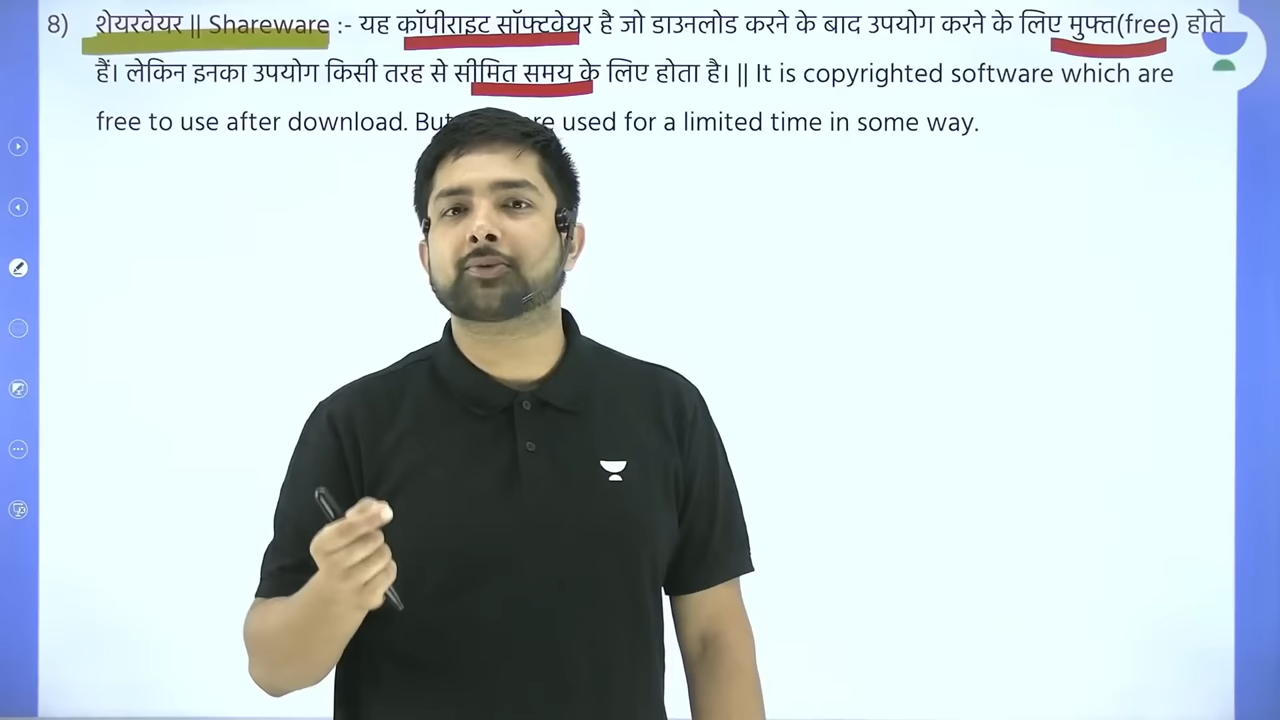 8) शेयरवेयर || Shareware :- यह कॉपीराइट सॉफ्टवेयर है जो डाउनलोड करने के बाद उपयोग करने के लिए मुफ्त(free) होते
हैं। लेकिन इनका उपयोग किसी तरह से सीमित समय के लिए होता है। || It is copyrighted software which are
free to use after download. But used for a limited time in some way.